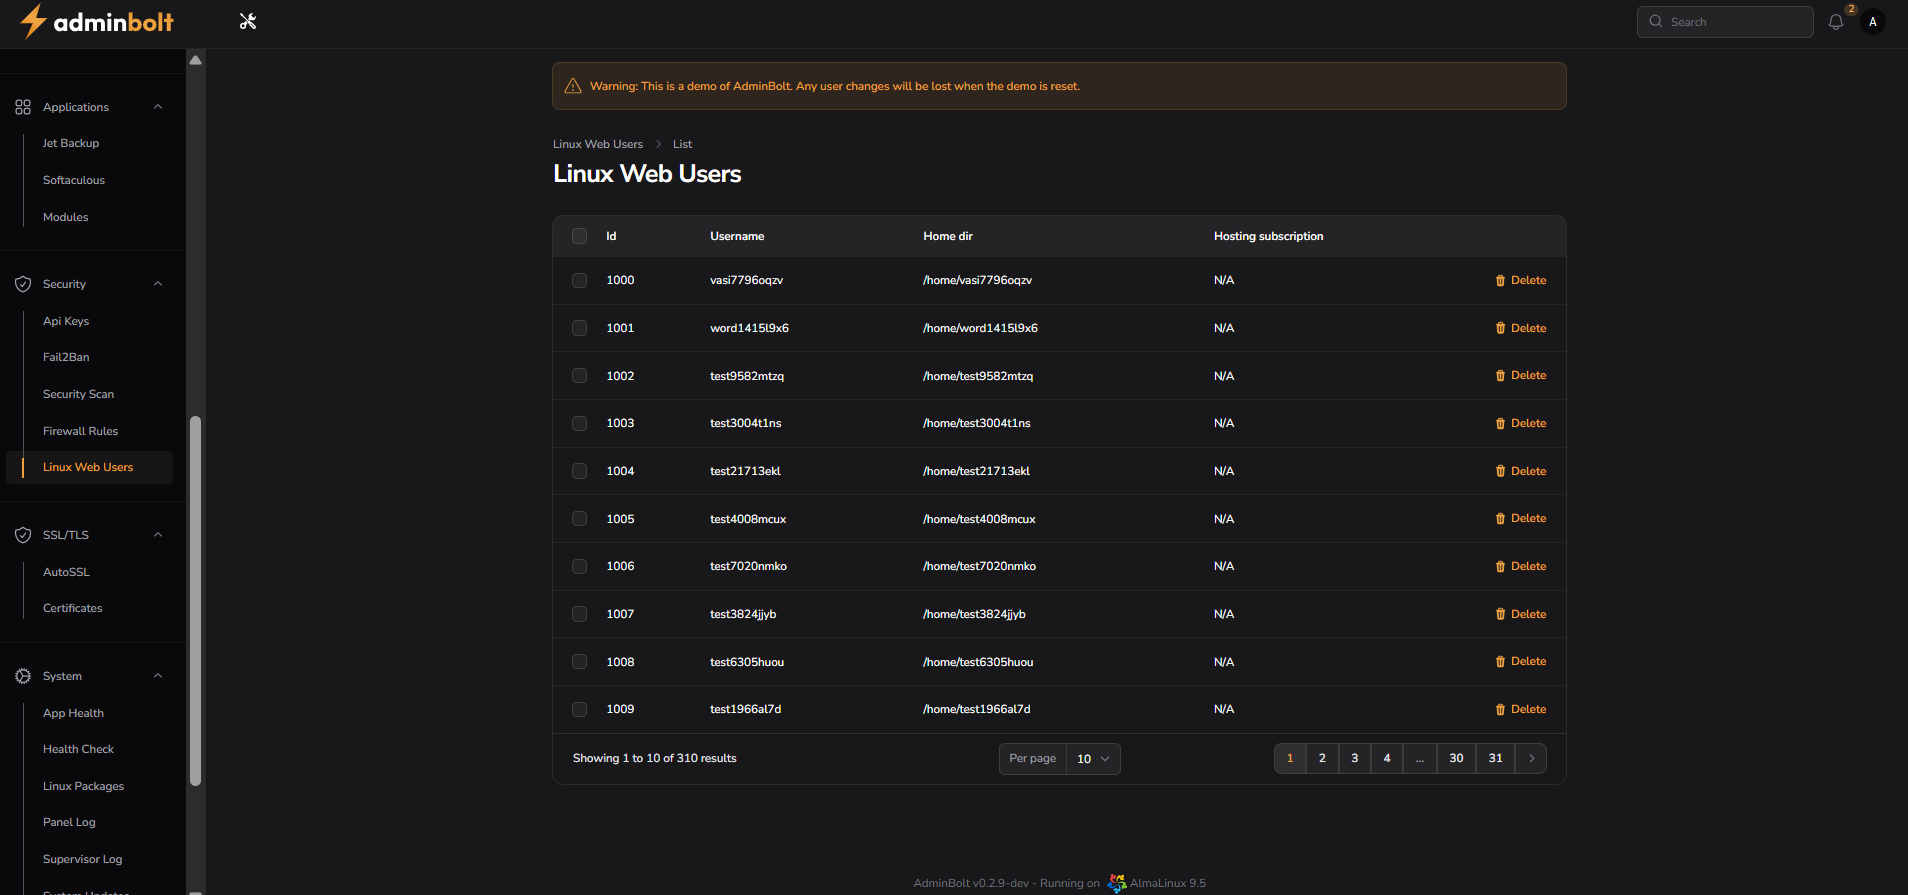 adminbolt
Search
2
A
Applications
Jet Backup
Softaculous
Modules
Security
Api Keys
Fail2Ban
Security Scan
Firewall Rules
Linux Web Users
SSL/TLS
AutoSSL
Certificates
System
App Health
Health Check
Linux Packages
Panel Log
Supervisor Log
System Updates
Warning: This is a demo of AdminBolt. Any user changes will be lost when the demo is reset.
Linux Web Users > List
Linux Web Users
Id Username Home dir Hosting subscription
1000 vasi7796oqzv /home/vasi7796oqzv N/A Delete
1001 word1415l9x6 /home/word1415l9x6 N/A Delete
1002 test9582mtzq /home/test9582mtzq N/A Delete
1003 test3004t1ns /home/test3004t1ns N/A Delete
1004 test21713ekl /home/test21713ekl N/A Delete
1005 test4008mcux /home/test4008mcux N/A Delete
1006 test7020nmko /home/test7020nmko N/A Delete
1007 test3824jjyb /home/test3824jjyb N/A Delete
1008 test6305huou /home/test6305huou N/A Delete
1009 test1966al7d /home/test1966al7d N/A Delete
Showing 1 to 10 of 310 results Per page 10 1 2 3 4 ... 30 31
AdminBolt v0.2.9-dev - Running on AlmaLinux 9.5